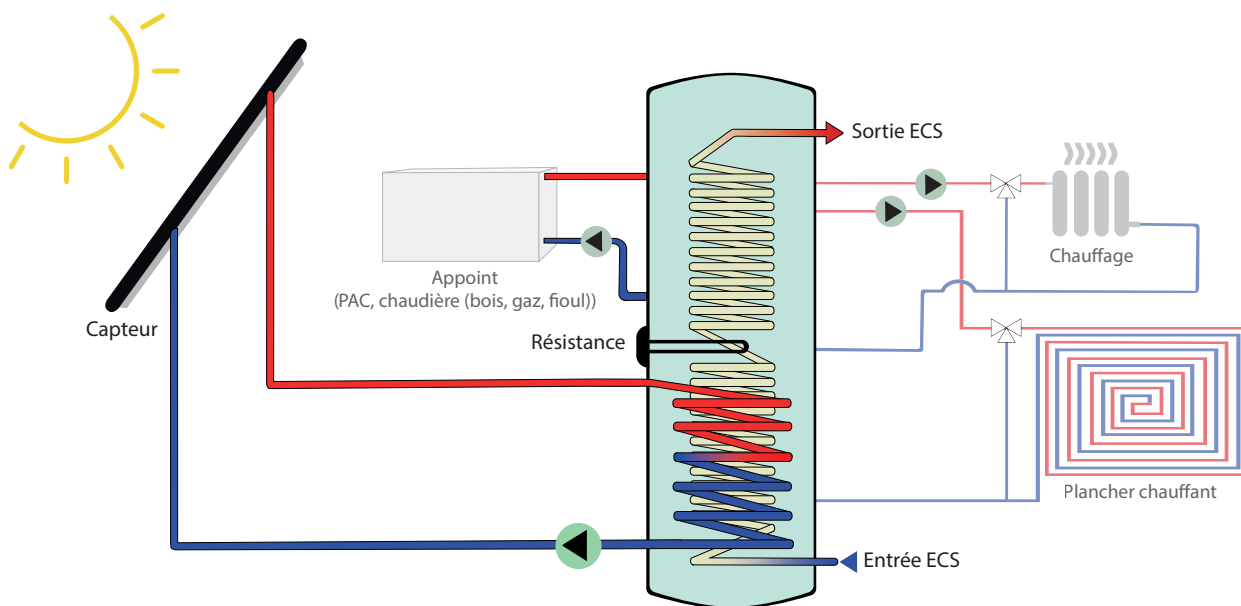 Sortie ECS
Chauffage
Appoint
(PAC, chaudière (bois, gaz, fioul))
Capteur
Résistance
Plancher chauffant
Entrée ECS